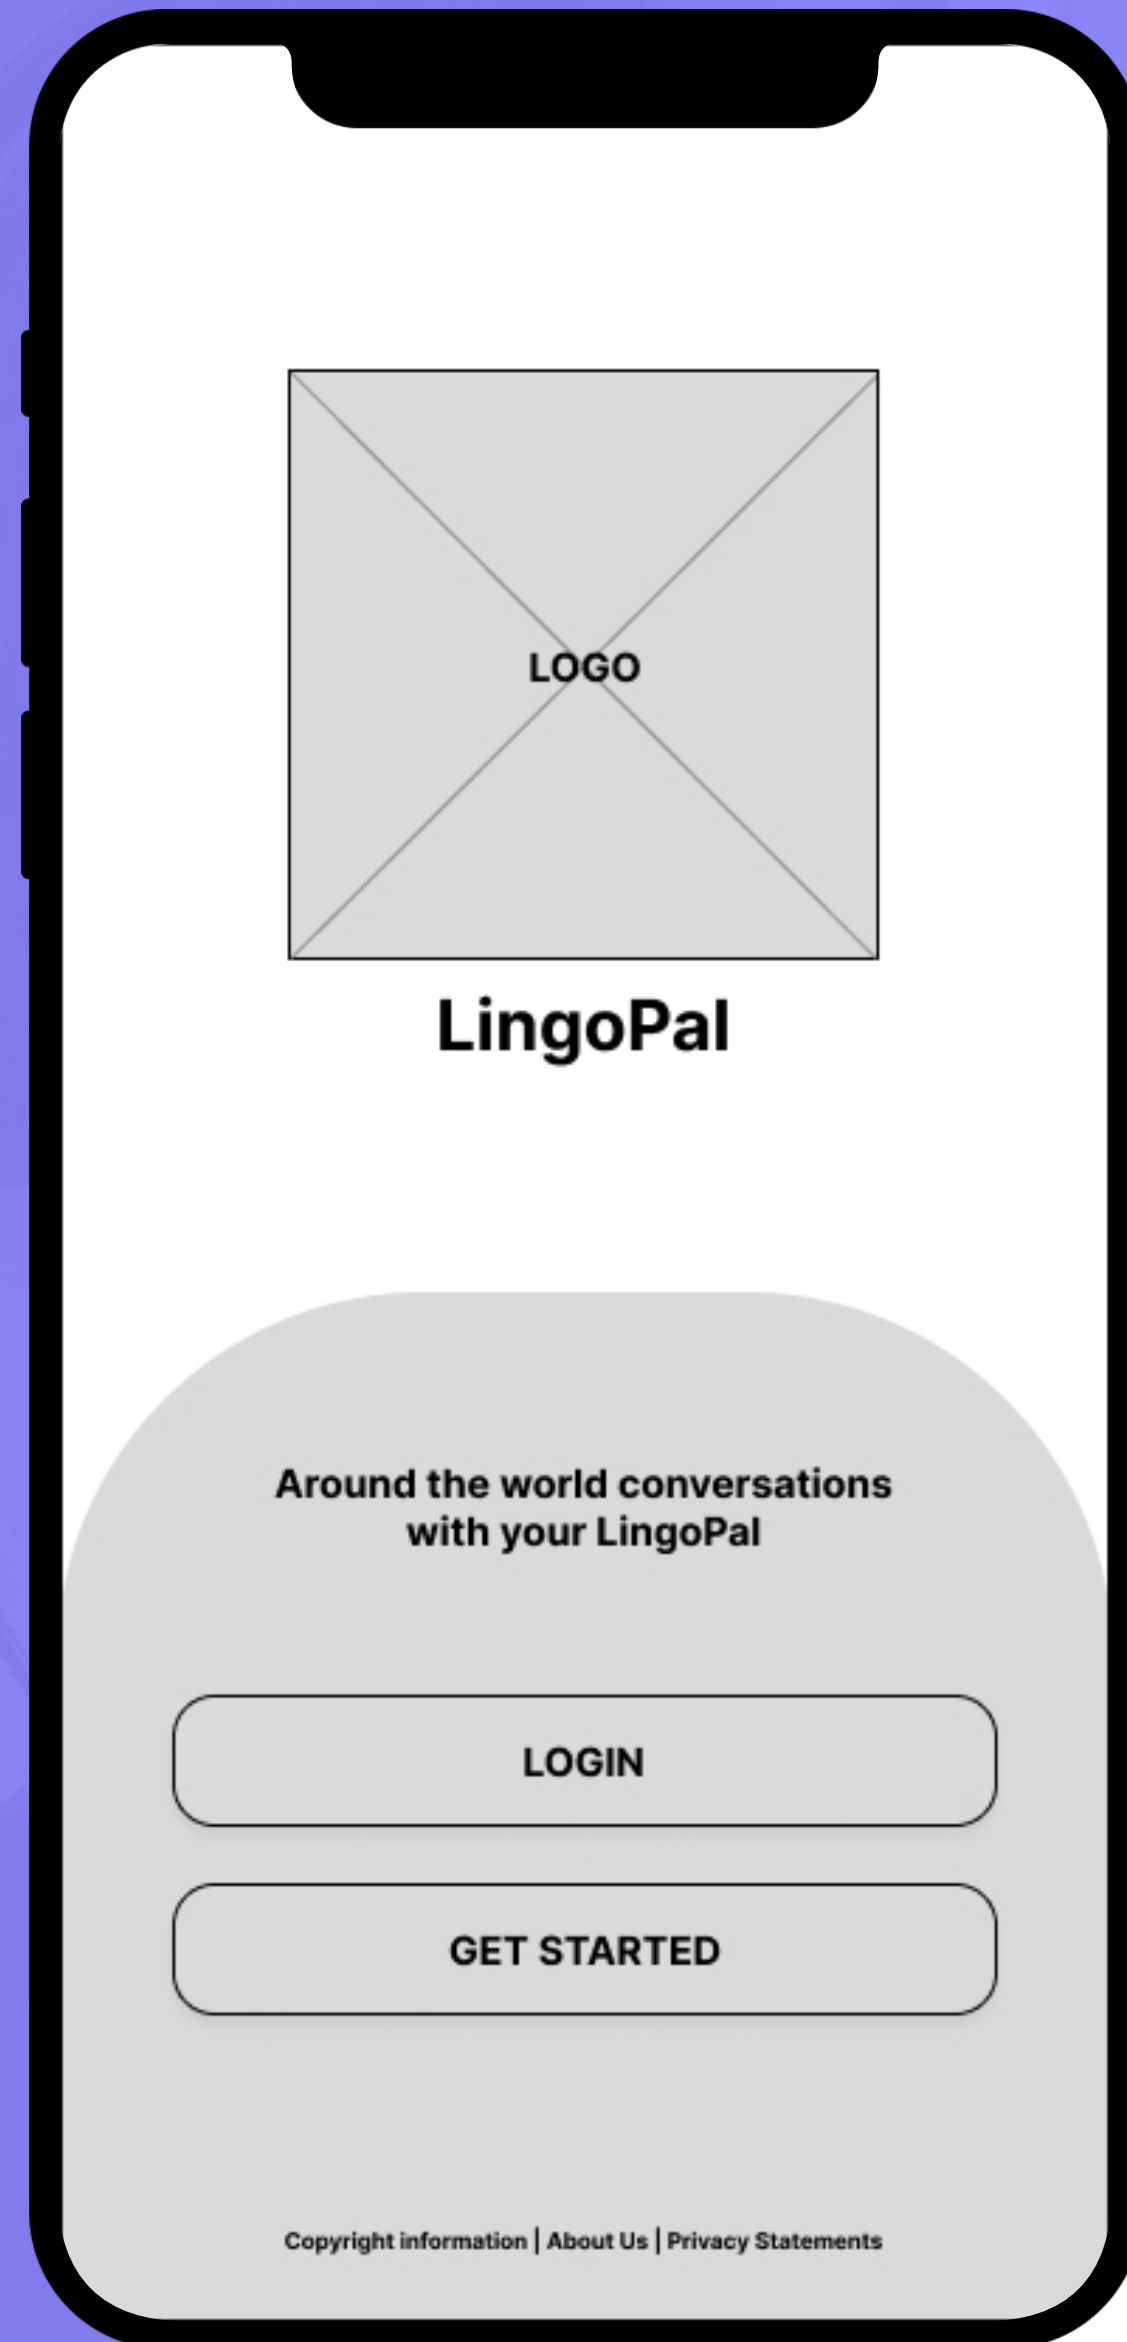 LOGO
LingoPal
Around the world conversations
with your LingoPal
LOGIN
GET STARTED
Copyright information | About Us | Privacy Statements